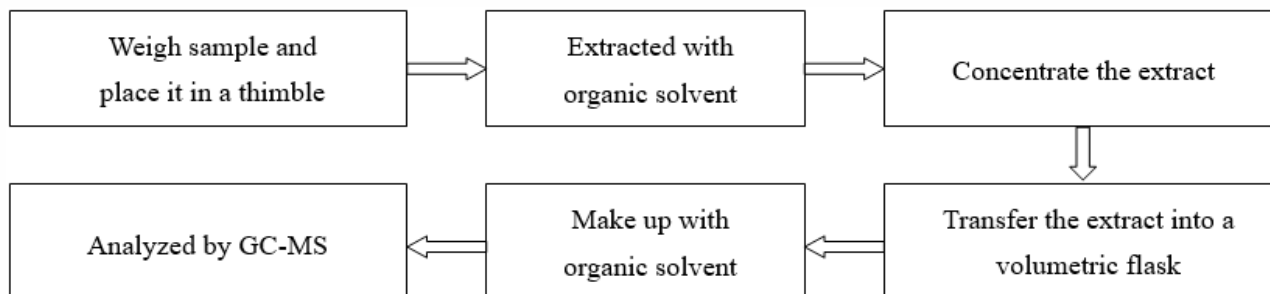 Weigh sample and
place it in a thimble
Extracted with
organic solvent
Concentrate the extract
Transfer the extract into a
volumetric flask
Make up with
organic solvent
Analyzed by GC-MS